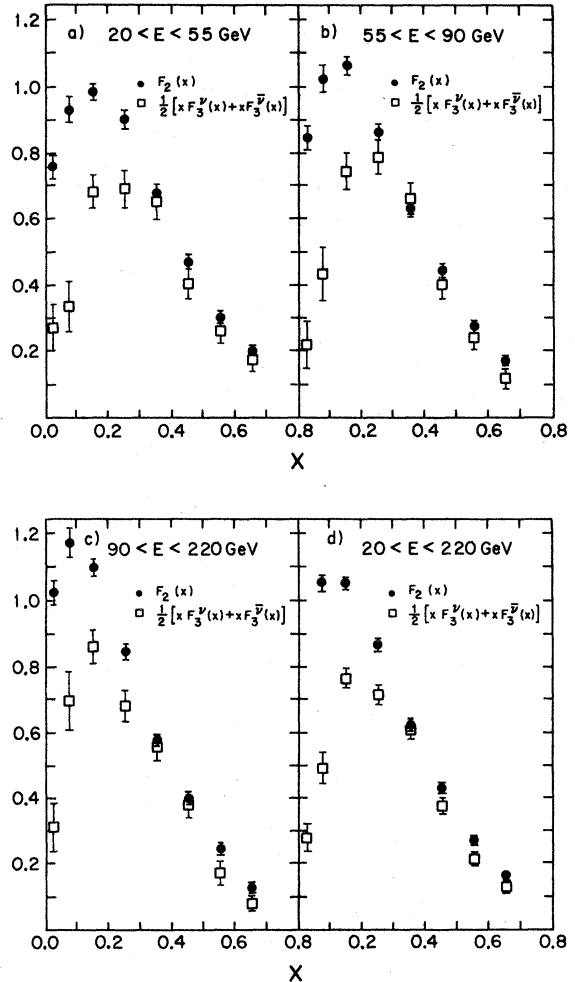 a) 20 < E < 55 GeV
F₂ (x)
½ [x F₃^ν(x) + xF₃^ν̅(x)]
b) 55 < E < 90 GeV
F₂ (x)
½ [x F₃^ν(x) + xF₃^ν̅(x)]
1.2
1.0
0.8
0.6
0.4
0.2
0.0 0.2 0.4 0.6 0.8 0.2 0.4 0.6 0.8
X
c) 90 < E < 220 GeV
F₂ (x)
½ [x F₃^ν(x) + xF₃^ν̅(x)]
d) 20 < E < 220 GeV
F₂ (x)
½ [x F₃^ν(x) + xF₃^ν̅(x)]
1.2
1.0
0.8
0.6
0.4
0.2
0.0 0.2 0.4 0.6 0.8 0.2 0.4 0.6 0.8
X